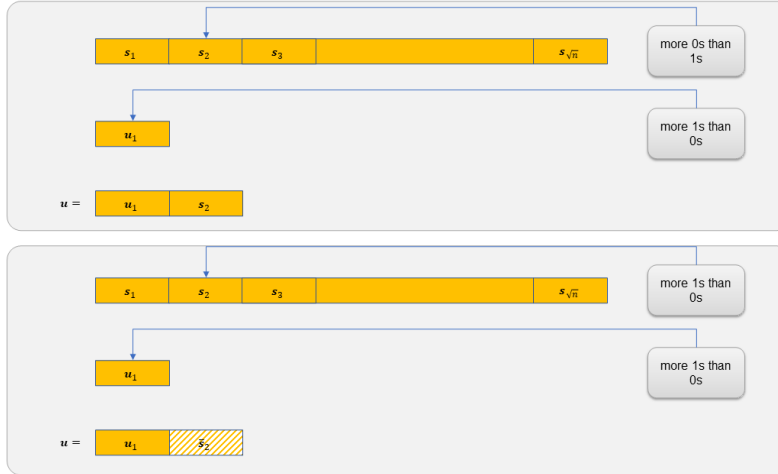 s₁ s₂ s₃ s√n more 0s than
1s
u₁ more 1s than
0s
u = u₁ s₂
s₁ s₂ s₃ s√n more 1s than
0s
u₁ more 1s than
0s
u = u₁ s̄₂